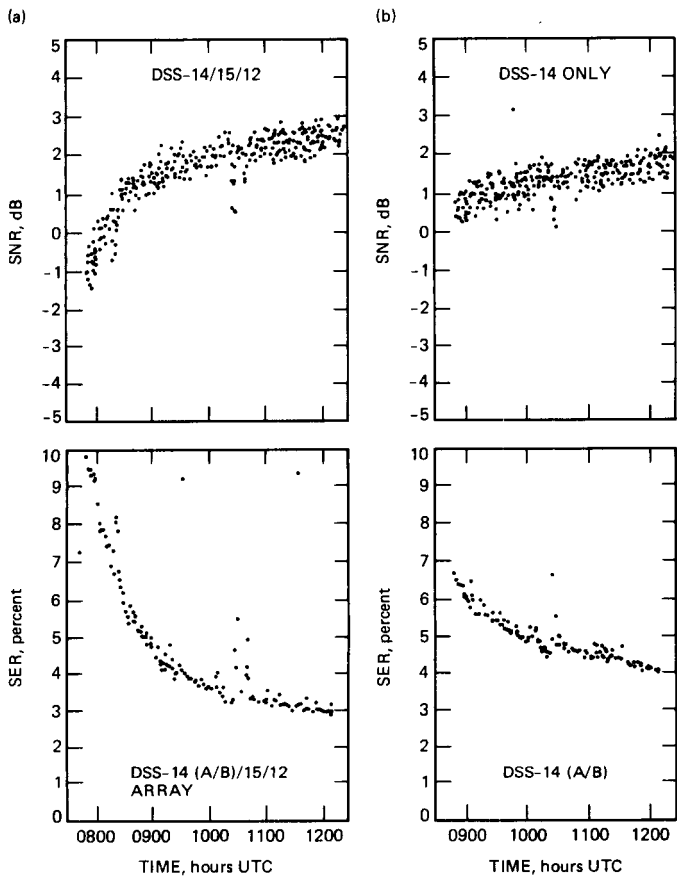 (a)
(b)
5
4
3
2
1
0
-1
-2
-3
-4
-5
SNR, dB
DSS-14/15/12
5
4
3
2
1
0
-1
-2
-3
-4
-5
SNR, dB
DSS-14 ONLY
10
9
8
7
6
5
4
3
2
1
0
SER, percent
DSS-14 (A/B)/15/12
ARRAY
0800 0900 1000 1100 1200
TIME, hours UTC
10
9
8
7
6
5
4
3
2
1
0
SER, percent
DSS-14 (A/B)
0900 1000 1100 1200
TIME, hours UTC